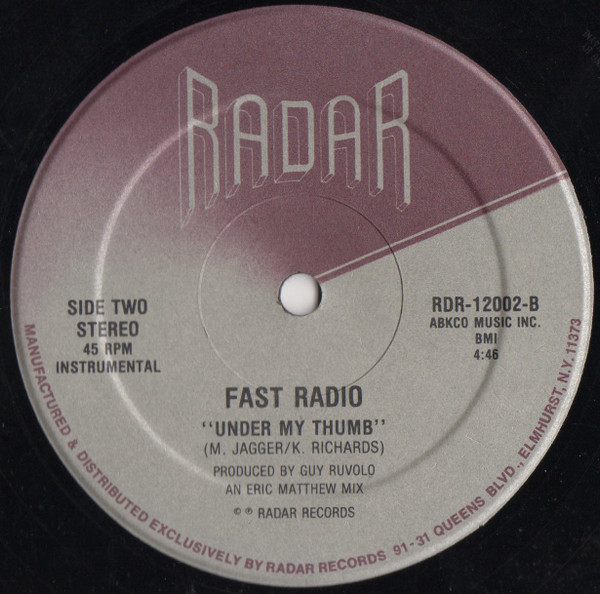 RADAR
SIDE TWO
STEREO
45 RPM
INSTRUMENTAL
RDR-12002-B
ABKCO MUSIC INC.
BMI
4:46
FAST RADIO
"UNDER MY THUMB"
(M. JAGGER/K. RICHARDS)
PRODUCED BY GUY RUVOLO
AN ERIC MATTHEW MIX
© ℗ RADAR RECORDS
MANUFACTURED & DISTRIBUTED EXCLUSIVELY BY RADAR RECORDS 91-31 QUEENS BLVD., ELMHURST, N.Y. 11373